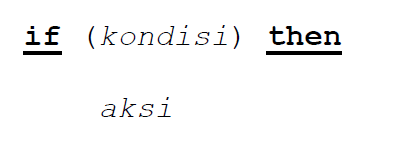 if (kondisi) then
aksi